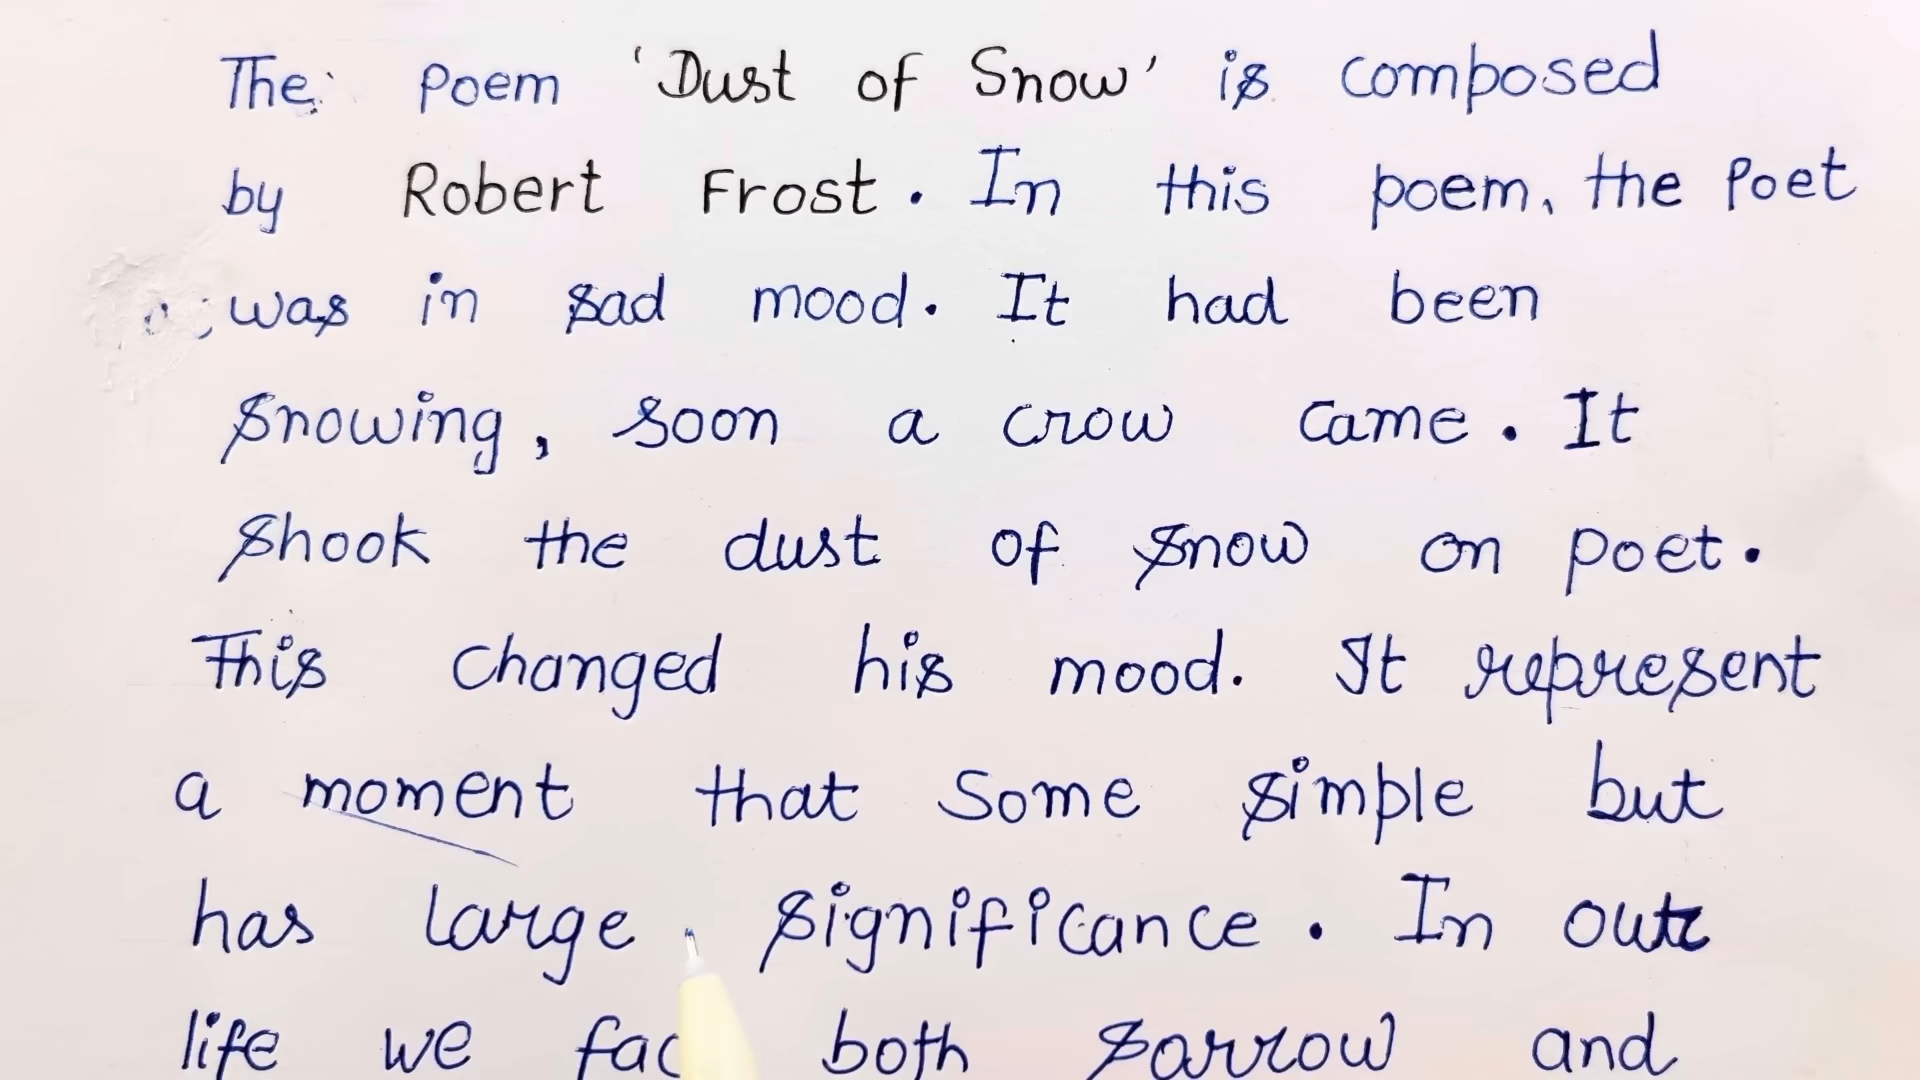 The poem 'Dust of Snow' is composed
by Robert Frost. In this poem, the poet
was in sad mood. It had been
snowing, soon a crow came. It
shook the dust of snow on poet.
This changed his mood. It represent
a moment that some simple but
has large significance. In our
life we both sorrow and